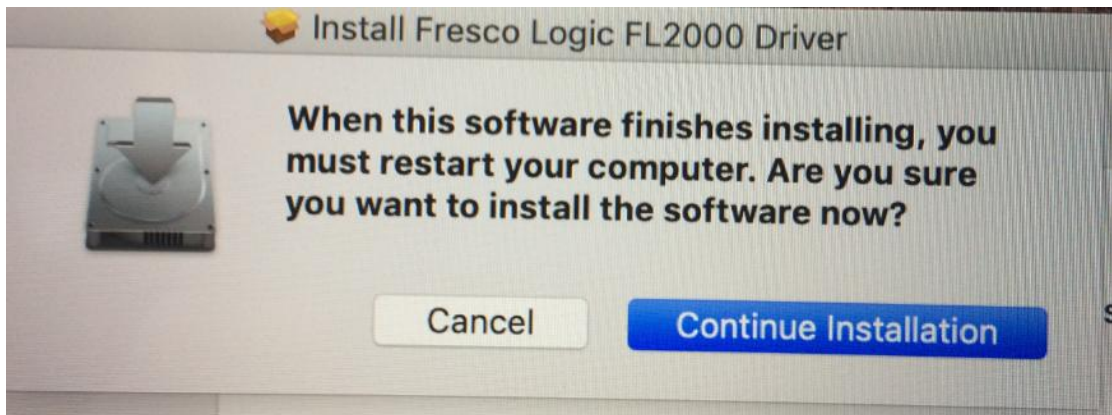 Install Fresco Logic FL2000 Driver
When this software finishes installing, you
must restart your computer. Are you sure
you want to install the software now?
Cancel
Continue Installation